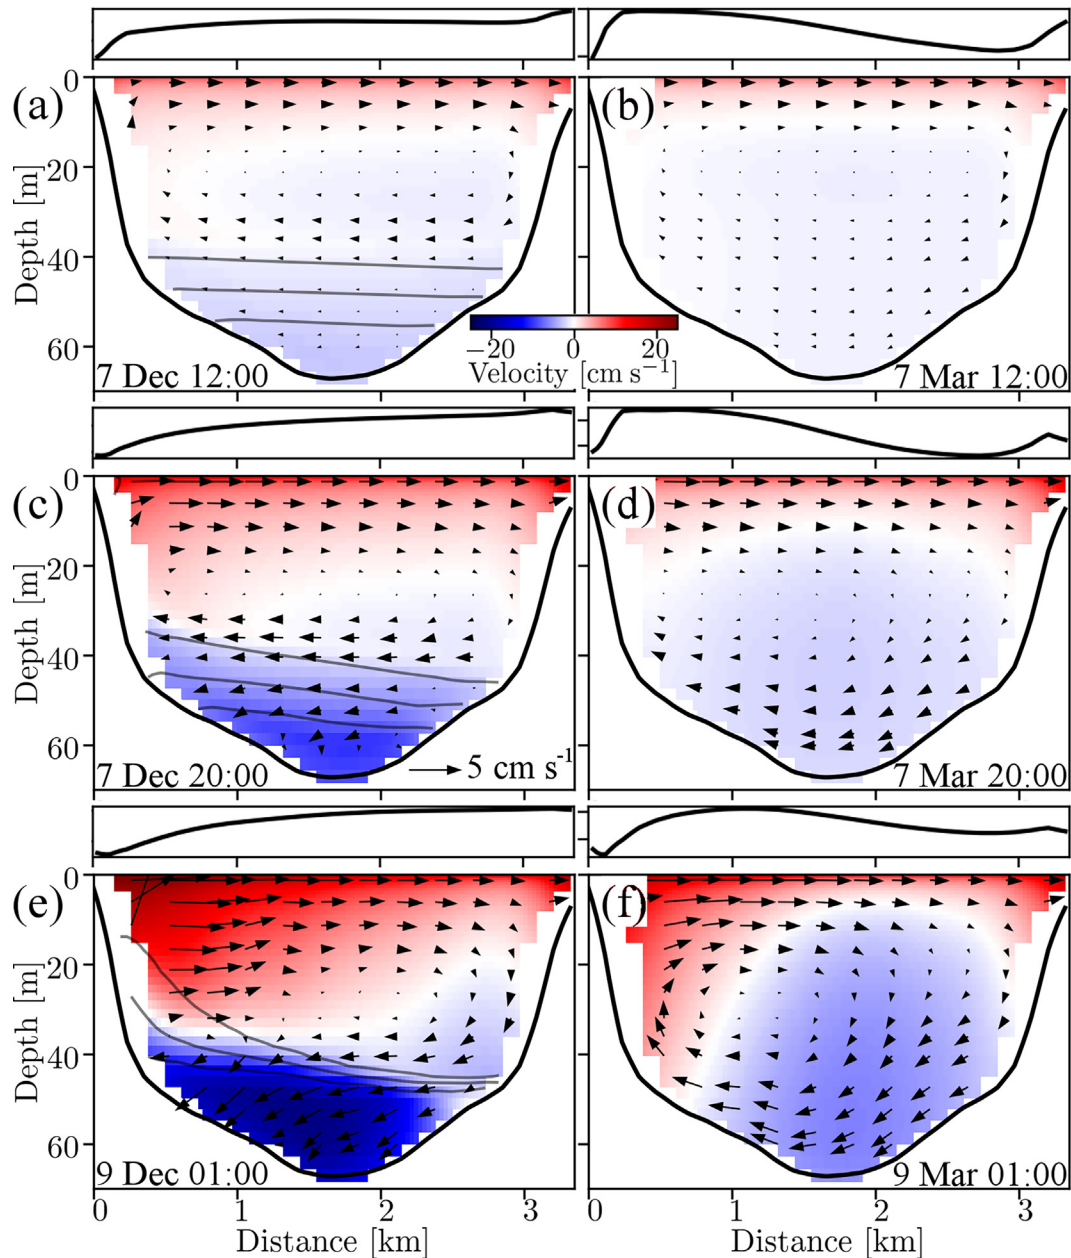 (a)
(b)
0
20
40
60
Depth [m]
−20
0
20
Velocity [cm s⁻¹]
7 Dec 12:00
7 Mar 12:00
(c)
(d)
0
20
40
60
Depth [m]
5 cm s⁻¹
7 Dec 20:00
7 Mar 20:00
(e)
(f)
0
20
40
60
Depth [m]
9 Dec 01:00
9 Mar 01:00
0
1
2
3
0
1
2
3
Distance [km]
Distance [km]